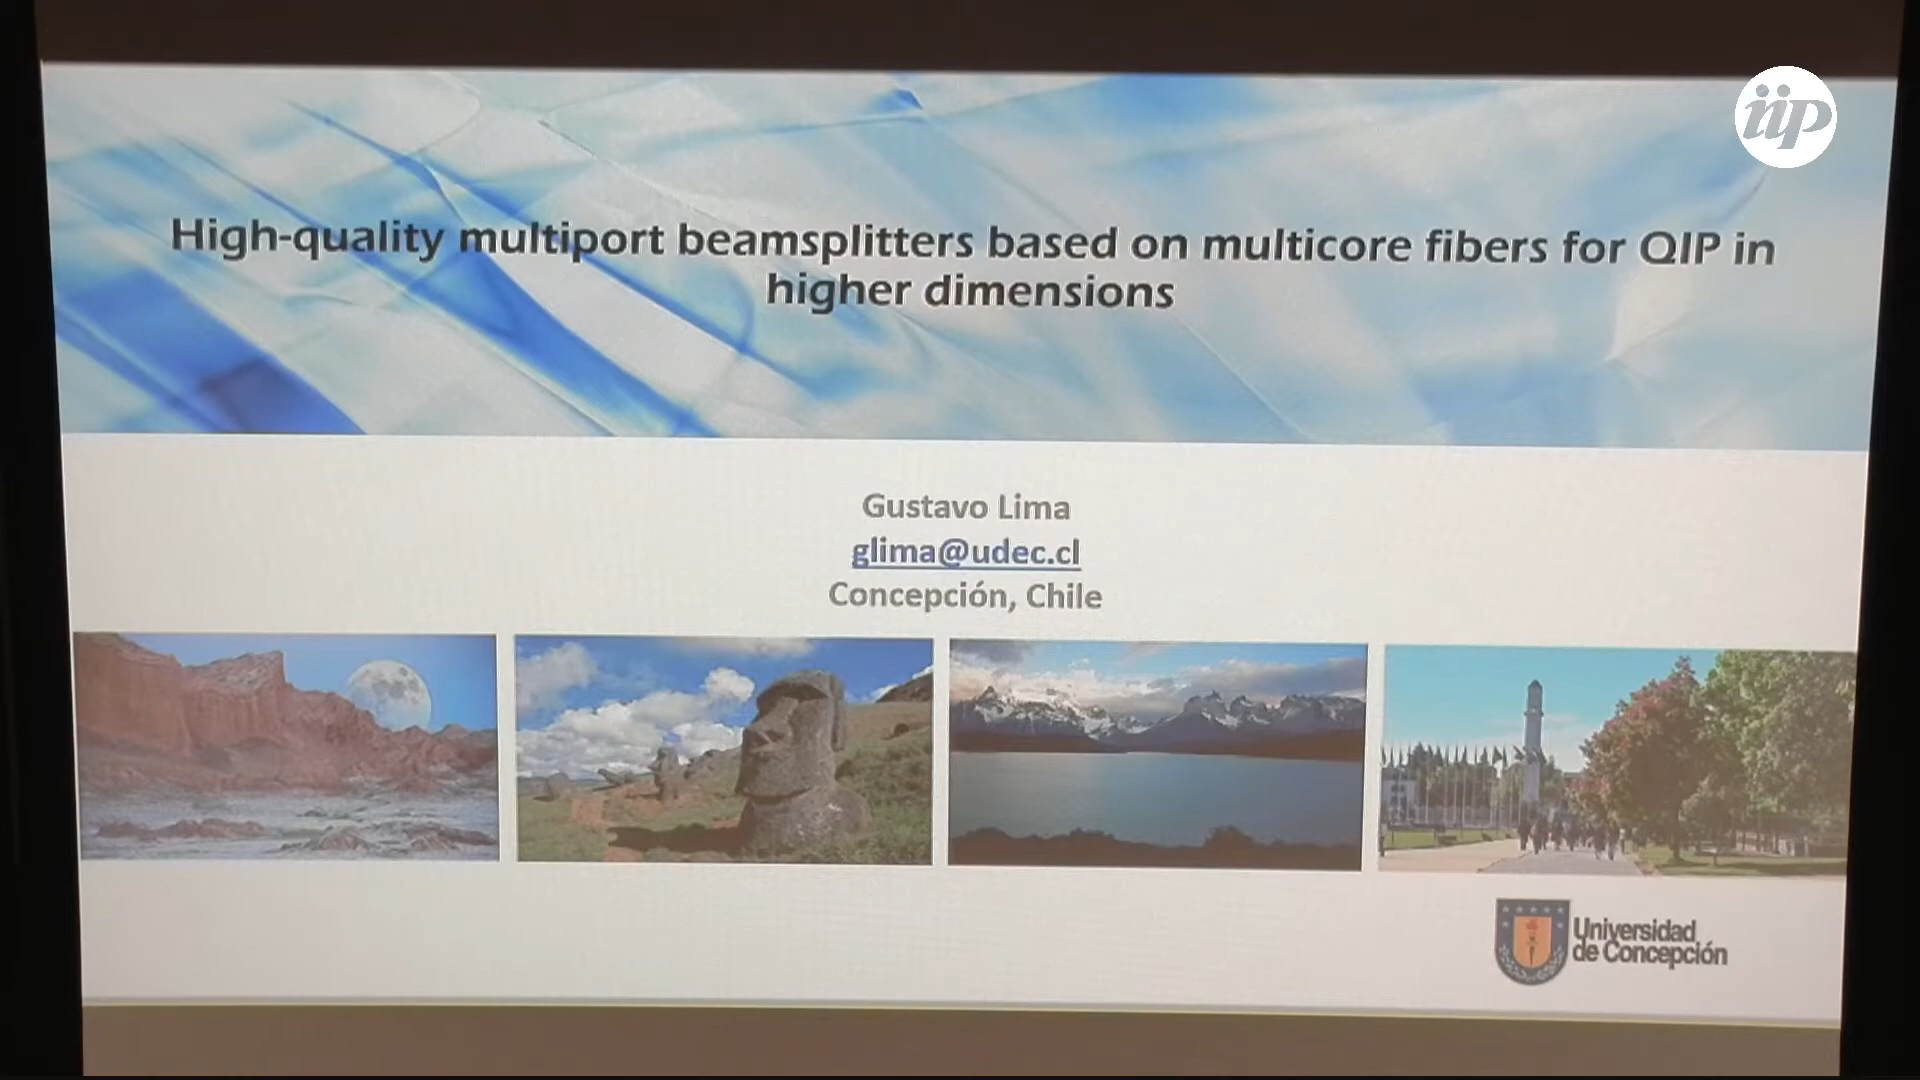 iip
High-quality multiport beamsplitters based on multicore fibers for QIP in
higher dimensions
Gustavo Lima
glima@udec.cl
Concepción, Chile
Universidad
de Concepción